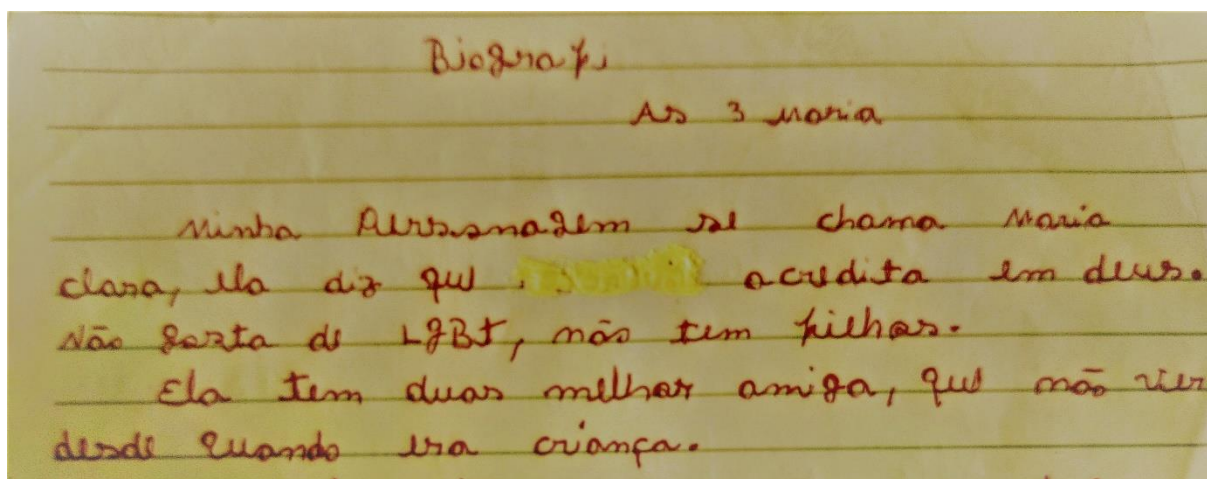 Biografi
As 3 Maria
Minha Personagem se chama Maria
clara, ela diz que acredita em deus.
Não gosta de LgBt, não tem filhos.
Ela tem duas melhor amiga, que não vier
desde quando era criança.